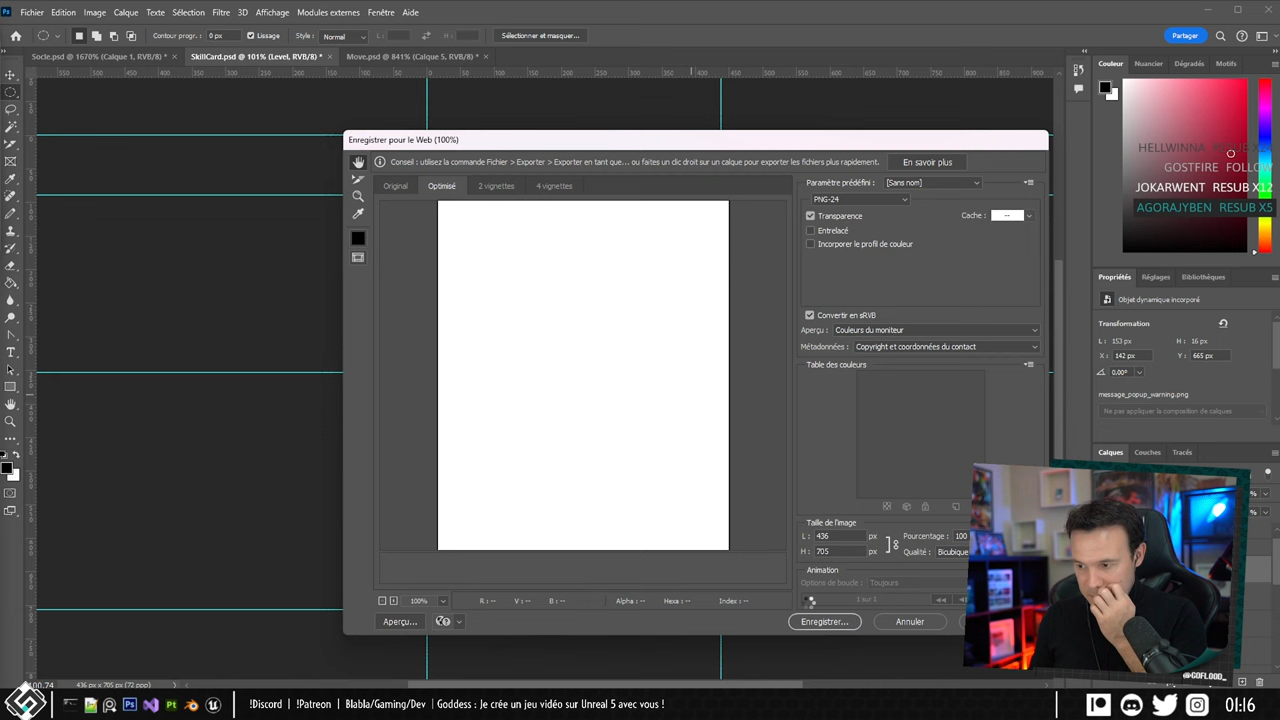 Fichier Edition Image Calque Texte Sélection Filtre 3D Affichage Modules externes Fenêtre Aide
Contour progr. : 0 px Lissage Style : Normal L : H : Sélectionner et masquer... Partager
Socle.psd @ 1670% (Calque 1, RVB/8) * × SkillCard.psd @ 101% (Level, RVB/8) * × Move.psd @ 841% (Calque 5, RVB/8) * ×
Couleur Nuancier Dégradés Motifs
Enregistrer pour le Web (100%)
Conseil : utilisez la commande Fichier > Exporter > Exporter en tant que... ou faites un clic droit sur un calque pour exporter les fichiers plus rapidement. En savoir plus
Original Optimisé 2 vignettes 4 vignettes
Paramètre prédéfini : [Sans nom]
PNG-24
Transparence Cache : --
Entrelacé
Incorporer le profil de couleur
Convertir en sRVB
Aperçu : Couleurs du moniteur
Métadonnées : Copyright et coordonnées du contact
Table des couleurs
Taille de l'image
L : 436 px Pourcentage : 100
H : 705 px Qualité : Bicubique
Animation
Options de boucle : Toujours
1 sur 1
100% R : -- V : -- B : -- Alpha : -- Hexa : -- Index : --
Aperçu... Enregistrer... Annuler
HELLWINNA RESUB
GOSTFIRE FOLLOW
JOKARWENT RESUB X12
AGORAJYBEN RESUB X5
Propriétés Réglages Bibliothèques
Objet dynamique incorporé
Transformation
L : 153 px H : 16 px
X : 142 px Y : 665 px
0,00°
message_popup_warning.png
Ne pas appliquer la composition de calques
Calques Couches Tracés
436 px x 705 px (72 ppp)
@GOFLOOD_
!Discord !Patreon Blabla/Gaming/Dev Goddess : je crée un jeu vidéo sur Unreal 5 avec vous ! 01:16